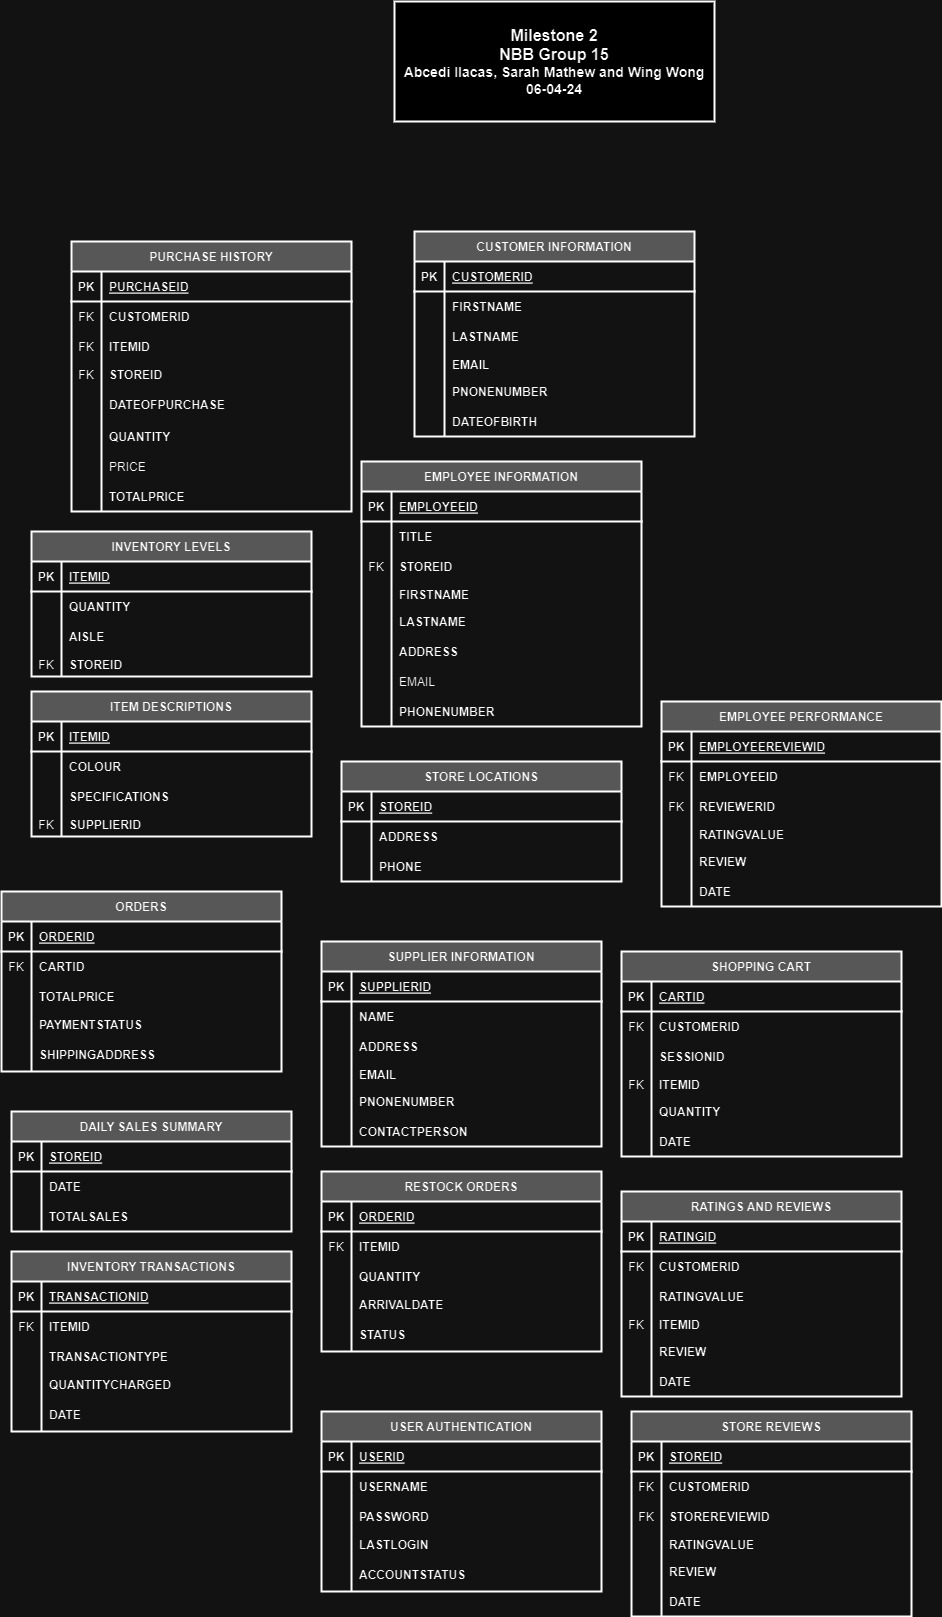 Milestone 2
NBB Group 15
Abcedi Ilacas, Sarah Mathew and Wing Wong
06-04-24
PURCHASE HISTORY
PK PURCHASEID
FK CUSTOMERID
FK ITEMID
FK STOREID
DATEOFPURCHASE
QUANTITY
PRICE
TOTALPRICE
CUSTOMER INFORMATION
PK CUSTOMERID
FIRSTNAME
LASTNAME
EMAIL
PNONENUMBER
DATEOFBIRTH
EMPLOYEE INFORMATION
PK EMPLOYEEID
TITLE
FK STOREID
FIRSTNAME
LASTNAME
ADDRESS
EMAIL
PHONENUMBER
INVENTORY LEVELS
PK ITEMID
QUANTITY
AISLE
FK STOREID
ITEM DESCRIPTIONS
PK ITEMID
COLOUR
SPECIFICATIONS
FK SUPPLIERID
EMPLOYEE PERFORMANCE
PK EMPLOYEEREVIEWID
FK EMPLOYEEID
FK REVIEWERID
RATINGVALUE
REVIEW
DATE
STORE LOCATIONS
PK STOREID
ADDRESS
PHONE
ORDERS
PK ORDERID
FK CARTID
TOTALPRICE
PAYMENTSTATUS
SHIPPINGADDRESS
SUPPLIER INFORMATION
PK SUPPLIERID
NAME
ADDRESS
EMAIL
PNONENUMBER
CONTACTPERSON
SHOPPING CART
PK CARTID
FK CUSTOMERID
SESSIONID
FK ITEMID
QUANTITY
DATE
DAILY SALES SUMMARY
PK STOREID
DATE
TOTALSALES
RESTOCK ORDERS
PK ORDERID
FK ITEMID
QUANTITY
ARRIVALDATE
STATUS
RATINGS AND REVIEWS
PK RATINGID
FK CUSTOMERID
RATINGVALUE
FK ITEMID
REVIEW
DATE
INVENTORY TRANSACTIONS
PK TRANSACTIONID
FK ITEMID
TRANSACTIONTYPE
QUANTITYCHARGED
DATE
USER AUTHENTICATION
PK USERID
USERNAME
PASSWORD
LASTLOGIN
ACCOUNTSTATUS
STORE REVIEWS
PK STOREID
FK CUSTOMERID
FK STOREREVIEWID
RATINGVALUE
REVIEW
DATE